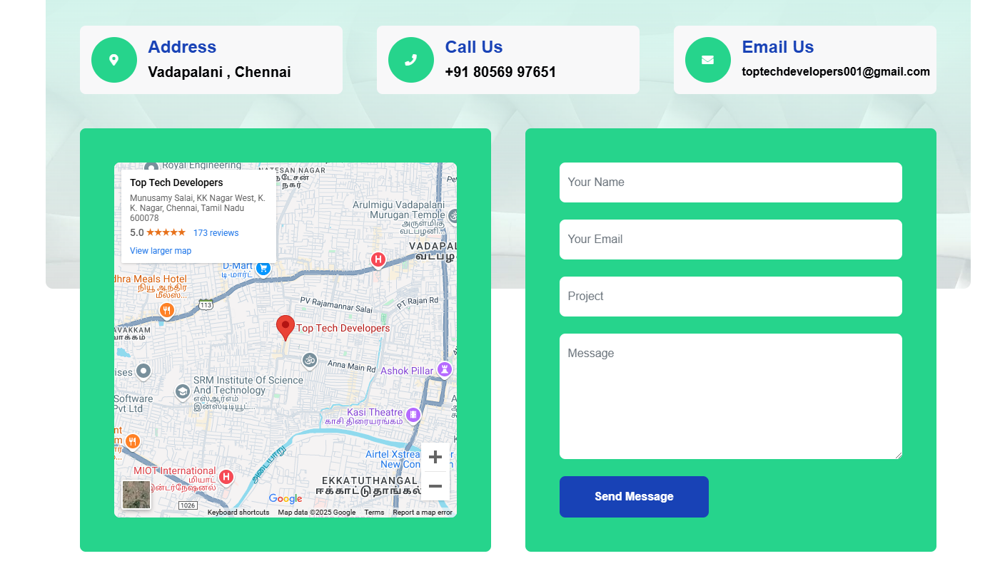 Address
Vadapalani , Chennai
Call Us
+91 80569 97651
Email Us
toptechdevelopers001@gmail.com
Royal Engineering
NATESAN NAGAR
நடேசன்
நகர்
Top Tech Developers
Munusamy Salai, KK Nagar West, K.
K. Nagar, Chennai, Tamil Nadu
600078
5.0 ★★★★★ 173 reviews
View larger map
Arulmigu Vadapalani
Murugan Temple
அருள்மிகு
வடபழனி...
VADAPAL
வடபழ
D-Mart
டி-மார்ட்
dhra Meals Hotel
நியூ ஆந்திர
மீல்ஸ்...
113
PV Rajamannar Salai
PT Rajan Rd
AVAKKAM
வாக்கம்
Top Tech Developers
Anna Main Rd
Ashok Pillar
ises
SRM Institute Of Science
And Technology
எஸ்ஆர்எம்
இன்ஸ்டிடியூட்...
Software
Pvt Ltd
Kasi Theatre
காசி திரையரங்கம்
அடையாறு
Airtel Xstrea
New Con
MIOT International
மியாட்
இன்டர்நேஷனல்
EKKATUTHANGAL
ஈக்காட்டுதாங்கல்
1026
Google
Keyboard shortcuts Map data ©2025 Google Terms Report a map error
Your Name
Your Email
Project
Message
Send Message